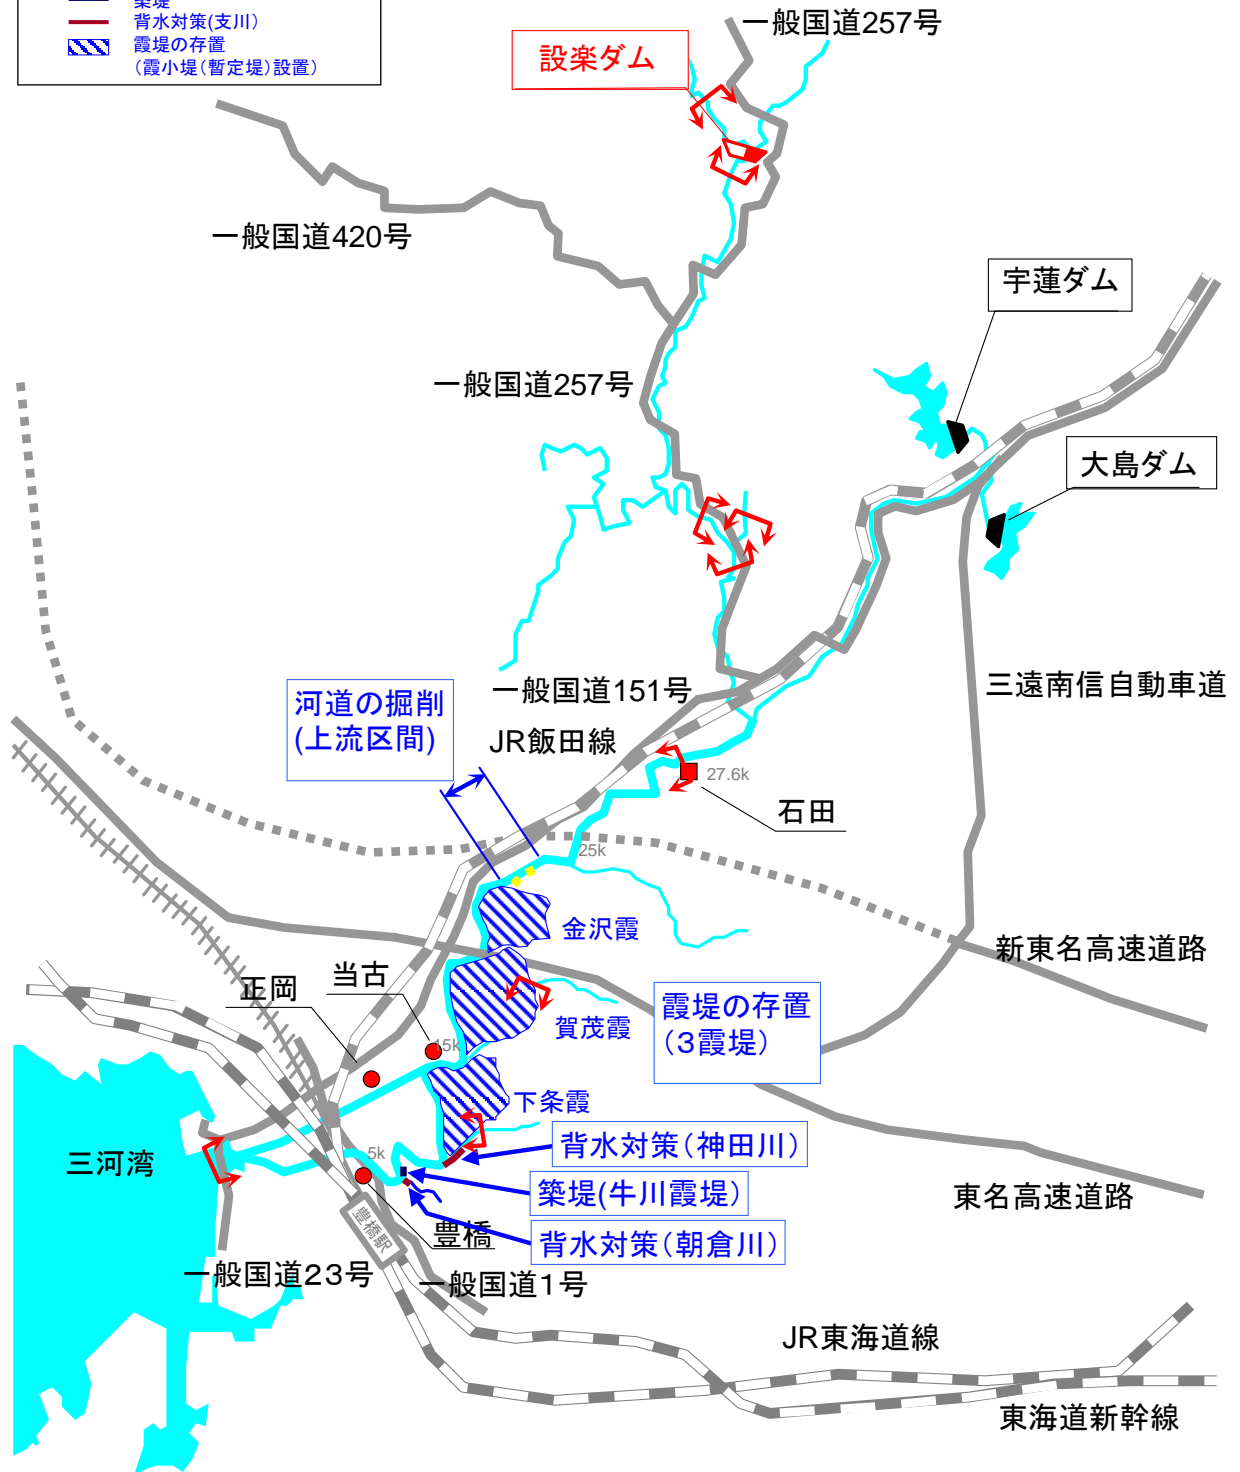 築堤
背水対策(支川)
霞堤の存置
(霞小堤(暫定堤)設置)
一般国道257号
設楽ダム
一般国道420号
宇蓮ダム
一般国道257号
大島ダム
三遠南信自動車道
一般国道151号
河道の掘削
(上流区間)
JR飯田線
27.6k
石田
25k
金沢霞
新東名高速道路
当古
正岡
霞堤の存置
(3霞堤)
賀茂霞
15k
下条霞
背水対策(神田川)
三河湾
5k
築堤(牛川霞堤)
東名高速道路
豊橋
豊橋駅
背水対策(朝倉川)
一般国道23号
一般国道1号
JR東海道線
東海道新幹線